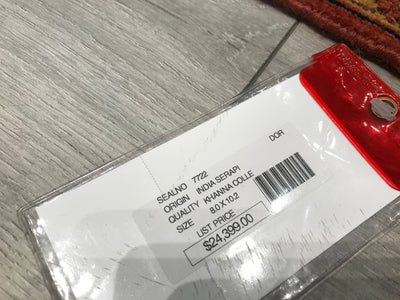 DOR
SEALNO 7722
ORIGIN INDIA SERAPI
QUALITY KHANNA COLLE
SIZE 8.0 X 10.2
LIST PRICE
$24,399.00